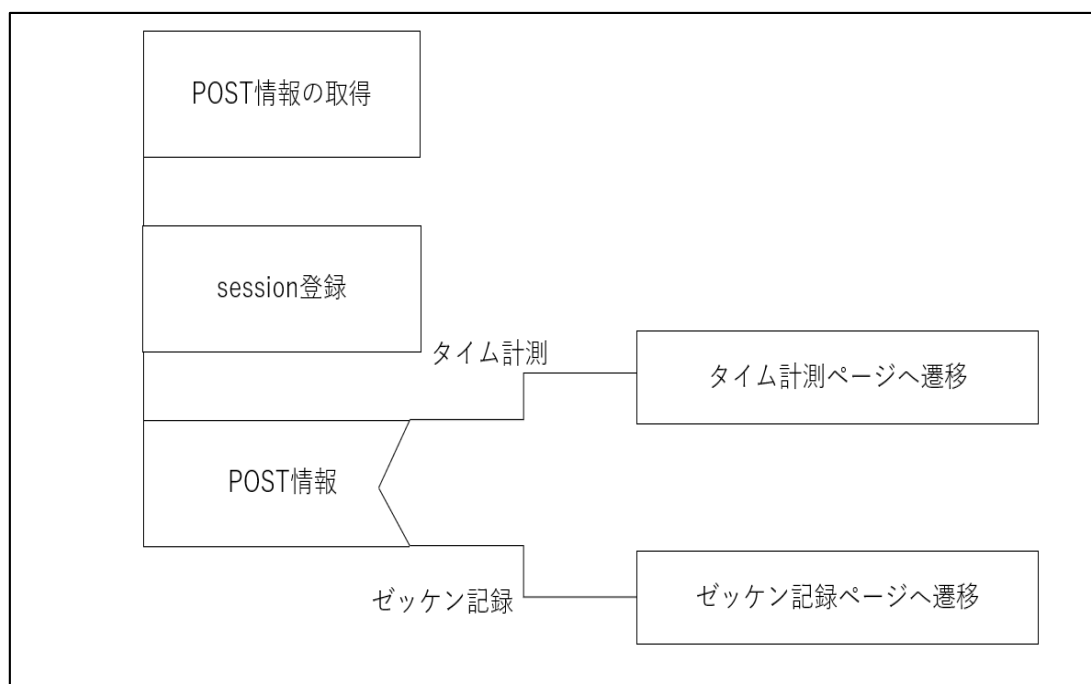 POST情報の取得
session登録
タイム計測
タイム計測ページへ遷移
POST情報
ゼッケン記録
ゼッケン記録ページへ遷移